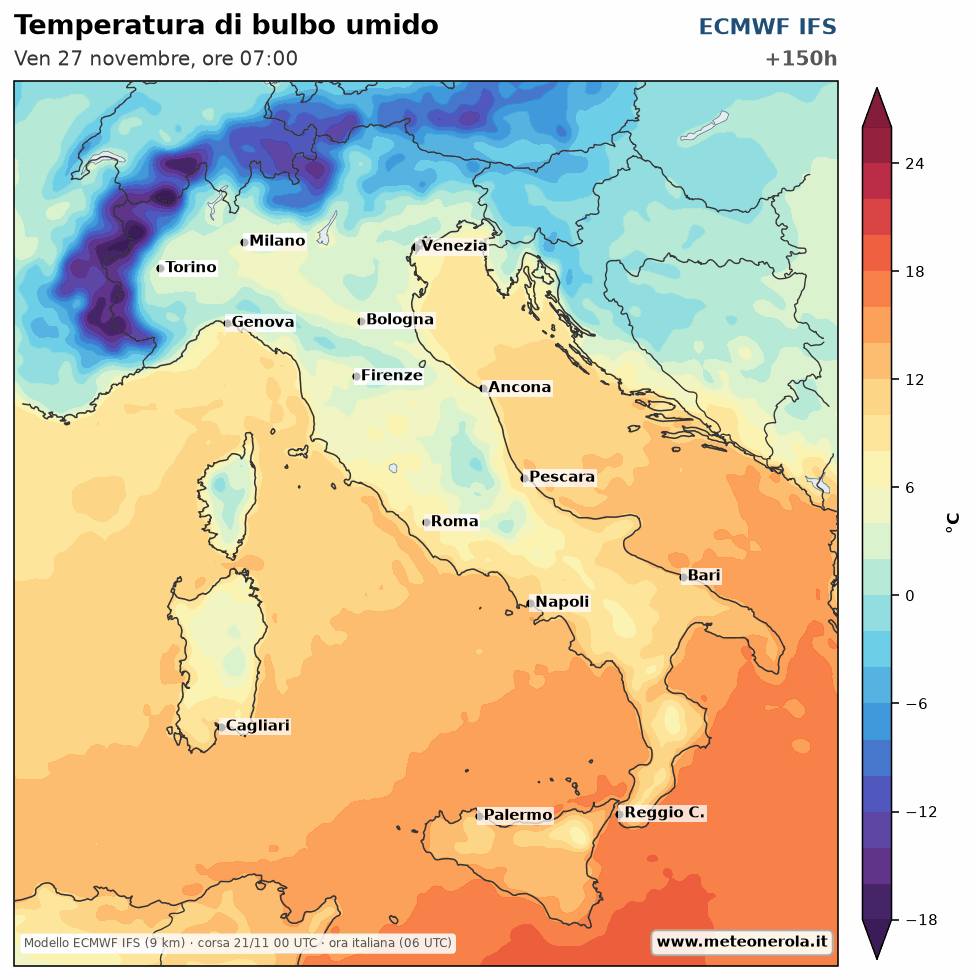 Temperatura di bulbo umido
ECMWF IFS
Ven 27 novembre, ore 07:00
+150h
Milano
Venezia
Torino
Genova
Bologna
Firenze
Ancona
Pescara
Roma
Bari
Napoli
Cagliari
Palermo
Reggio C.
24
18
12
6
0
−6
−12
−18
°C
Modello ECMWF IFS (9 km) · corsa 21/11 00 UTC · ora italiana (06 UTC)
www.meteonerola.it